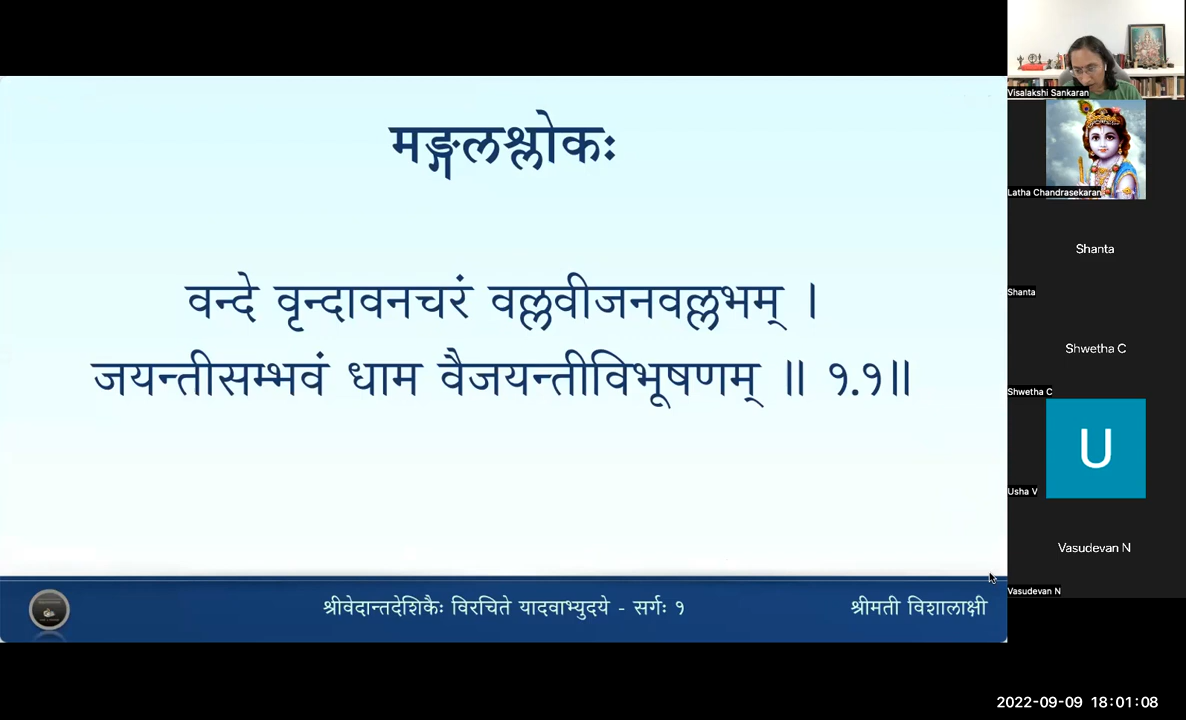 मङ्गलश्लोकः
वन्दे वृन्दावनचरं वल्लवीजनवल्लभम् ।
जयन्तीसम्भवं धाम वैजयन्तीविभूषणम् ॥ १.१॥
श्रीवेदान्तदेशिकैः विरचिते यादवाभ्युदये - सर्गः १
श्रीमती विशालाक्षी
Visalakshi Sankaran
Latha Chandrasekaran
Shanta
Shanta
Shwetha C
Shwetha C
U
Usha V
Vasudevan N
Vasudevan N
2022-09-09 18:01:08